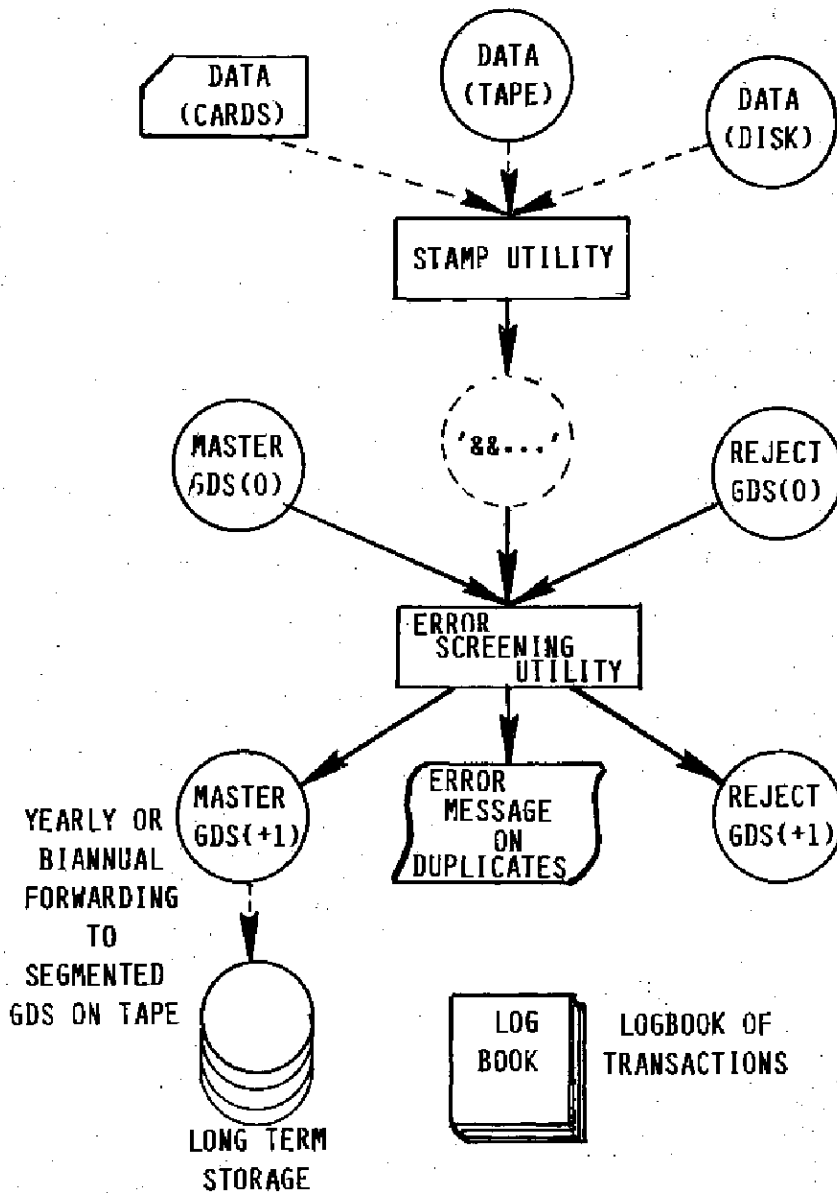 DATA
(CARDS)
DATA
(TAPE)
DATA
(DISK)
STAMP UTILITY
'&&...'
MASTER
GDS(0)
REJECT
GDS(0)
ERROR
SCREENING
UTILITY
MASTER
GDS(+1)
ERROR
MESSAGE
ON
DUPLICATES
REJECT
GDS(+1)
YEARLY OR
BIANNUAL
FORWARDING
TO
SEGMENTED
GDS ON TAPE
LONG TERM
STORAGE
LOG
BOOK
LOGBOOK OF
TRANSACTIONS